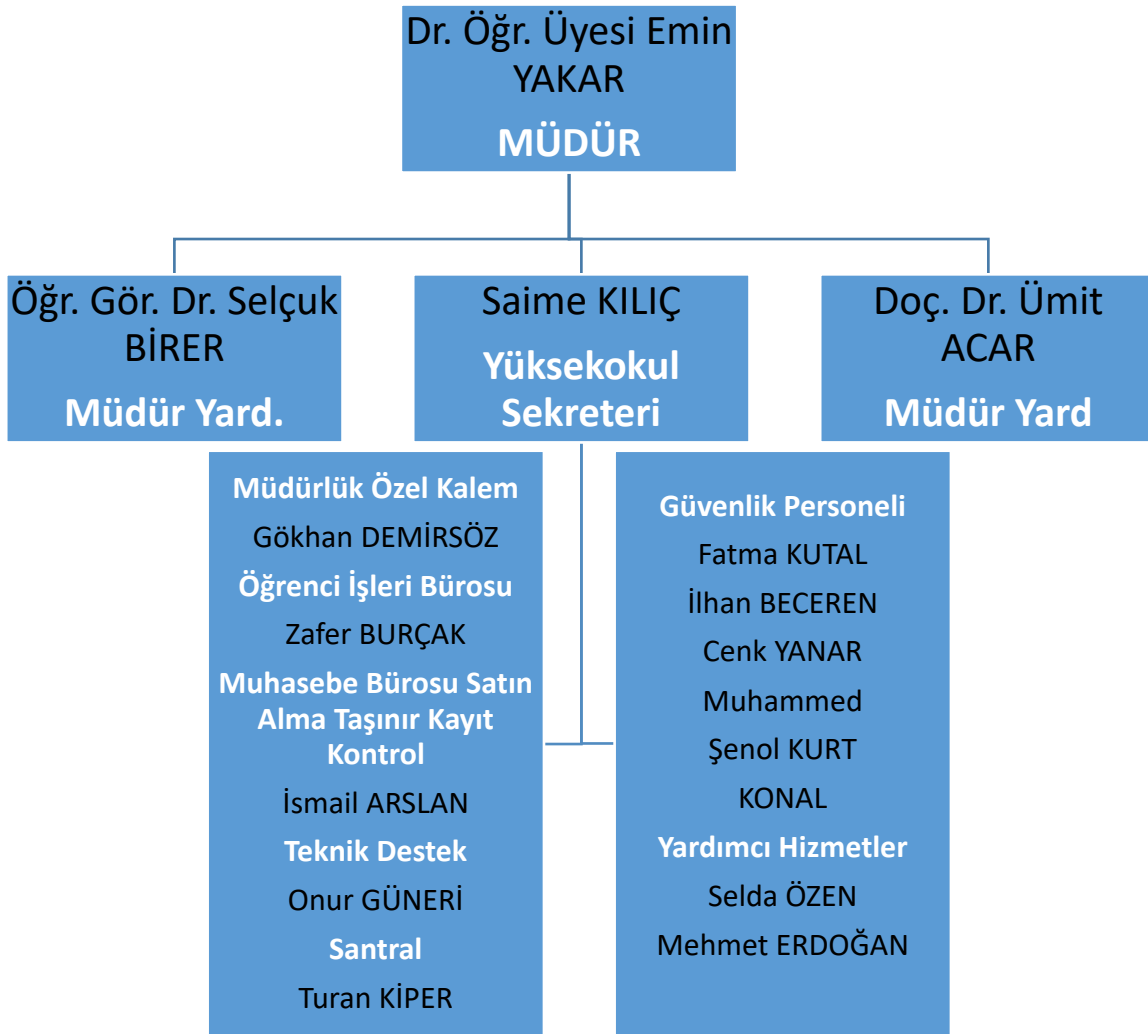 Dr. Öğr. Üyesi Emin
YAKAR
MÜDÜR
Öğr. Gör. Dr. Selçuk
BİRER
Müdür Yard.
Saime KILIÇ
Yüksekokul
Sekreteri
Doç. Dr. Ümit
ACAR
Müdür Yard
Müdürlük Özel Kalem
Gökhan DEMİRSÖZ
Öğrenci İşleri Bürosu
Zafer BURÇAK
Muhasebe Bürosu Satın
Alma Taşınır Kayıt
Kontrol
İsmail ARSLAN
Teknik Destek
Onur GÜNERİ
Santral
Turan KİPER
Güvenlik Personeli
Fatma KUTAL
İlhan BECEREN
Cenk YANAR
Muhammed
Şenol KURT
KONAL
Yardımcı Hizmetler
Selda ÖZEN
Mehmet ERDOĞAN